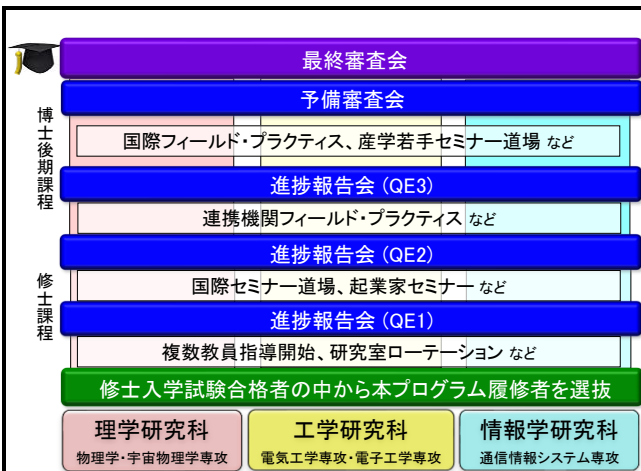 最終審査会
予備審査会
博士後期課程
国際フィールド・プラクティス、産学若手セミナー道場 など
進捗報告会 (QE3)
連携機関フィールド・プラクティス など
進捗報告会 (QE2)
修士課程
国際セミナー道場、起業家セミナー など
進捗報告会 (QE1)
複数教員指導開始、研究室ローテーション など
修士入学試験合格者の中から本プログラム履修者を選抜
理学研究科
物理学・宇宙物理学専攻
工学研究科
電気工学専攻・電子工学専攻
情報学研究科
通信情報システム専攻